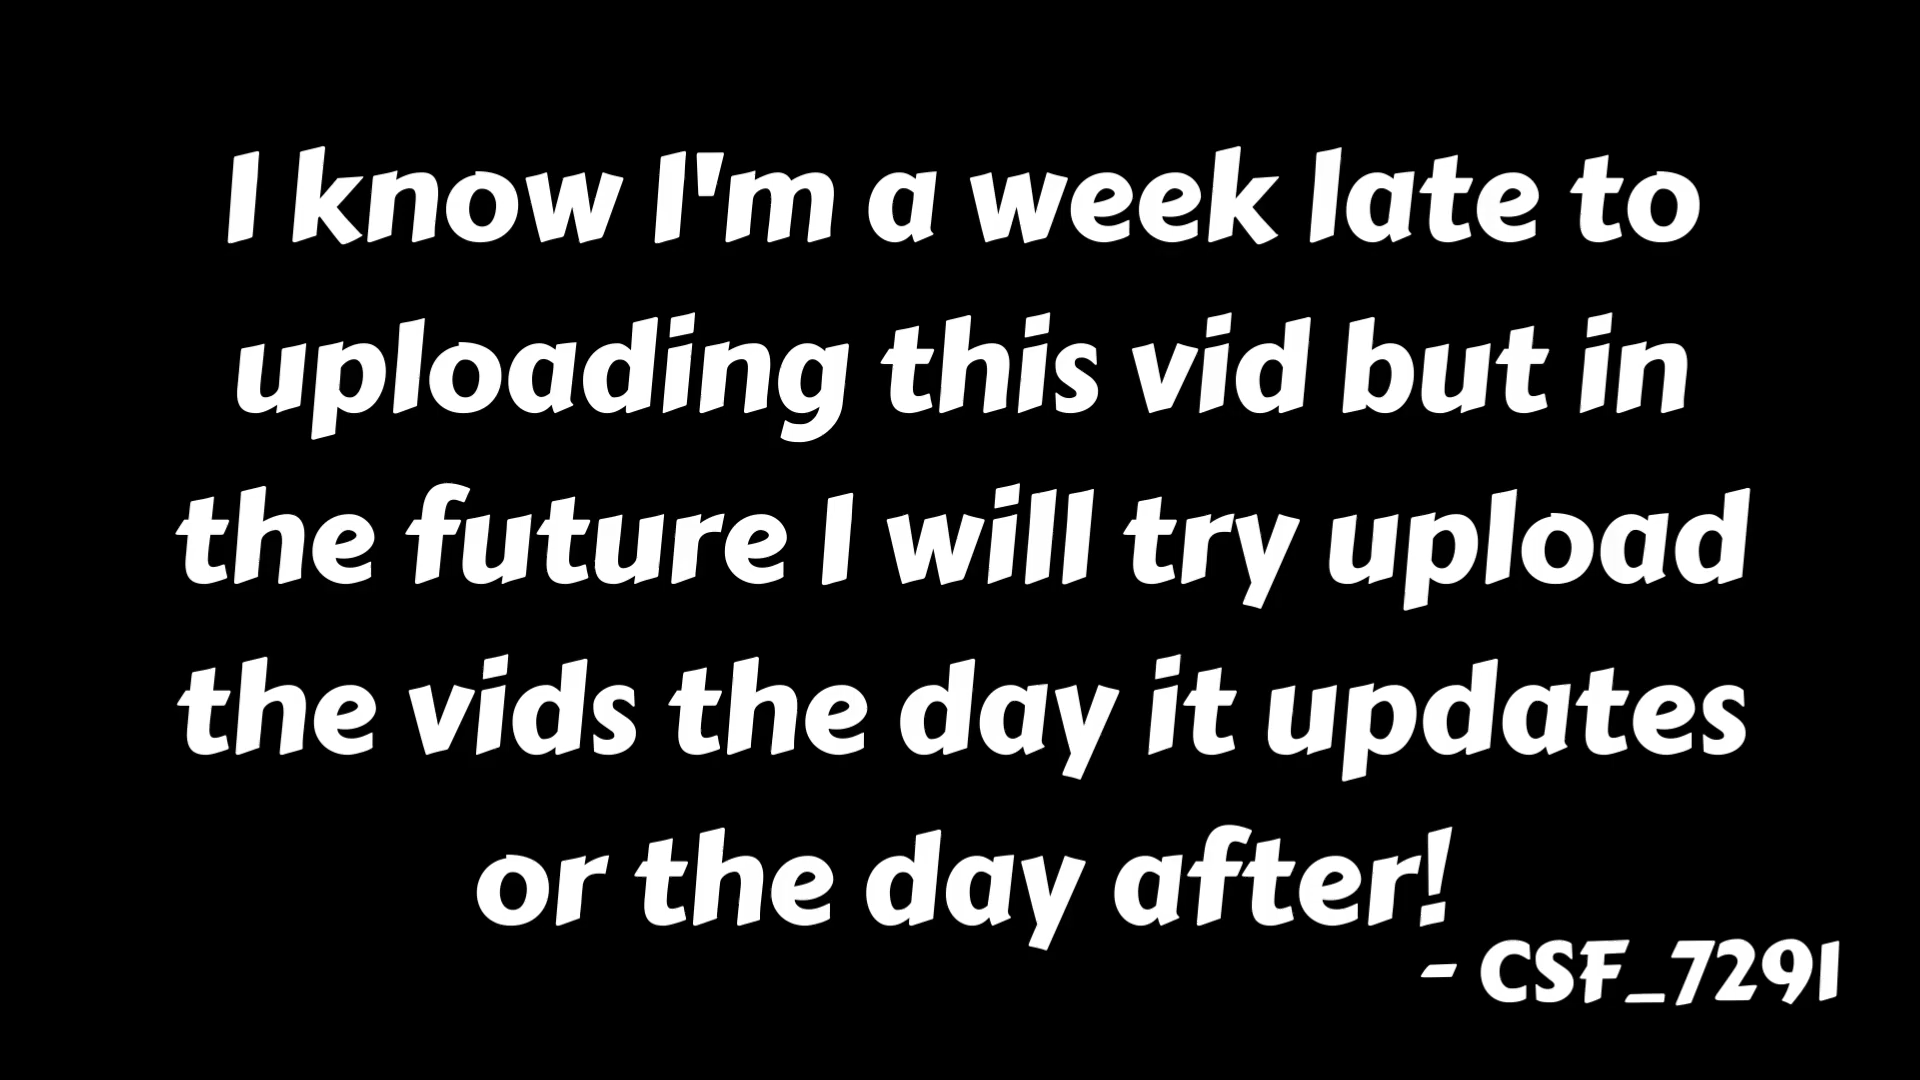 I know I'm a week late to
uploading this vid but in
the future I will try upload
the vids the day it updates
or the day after!
- CSF_7291